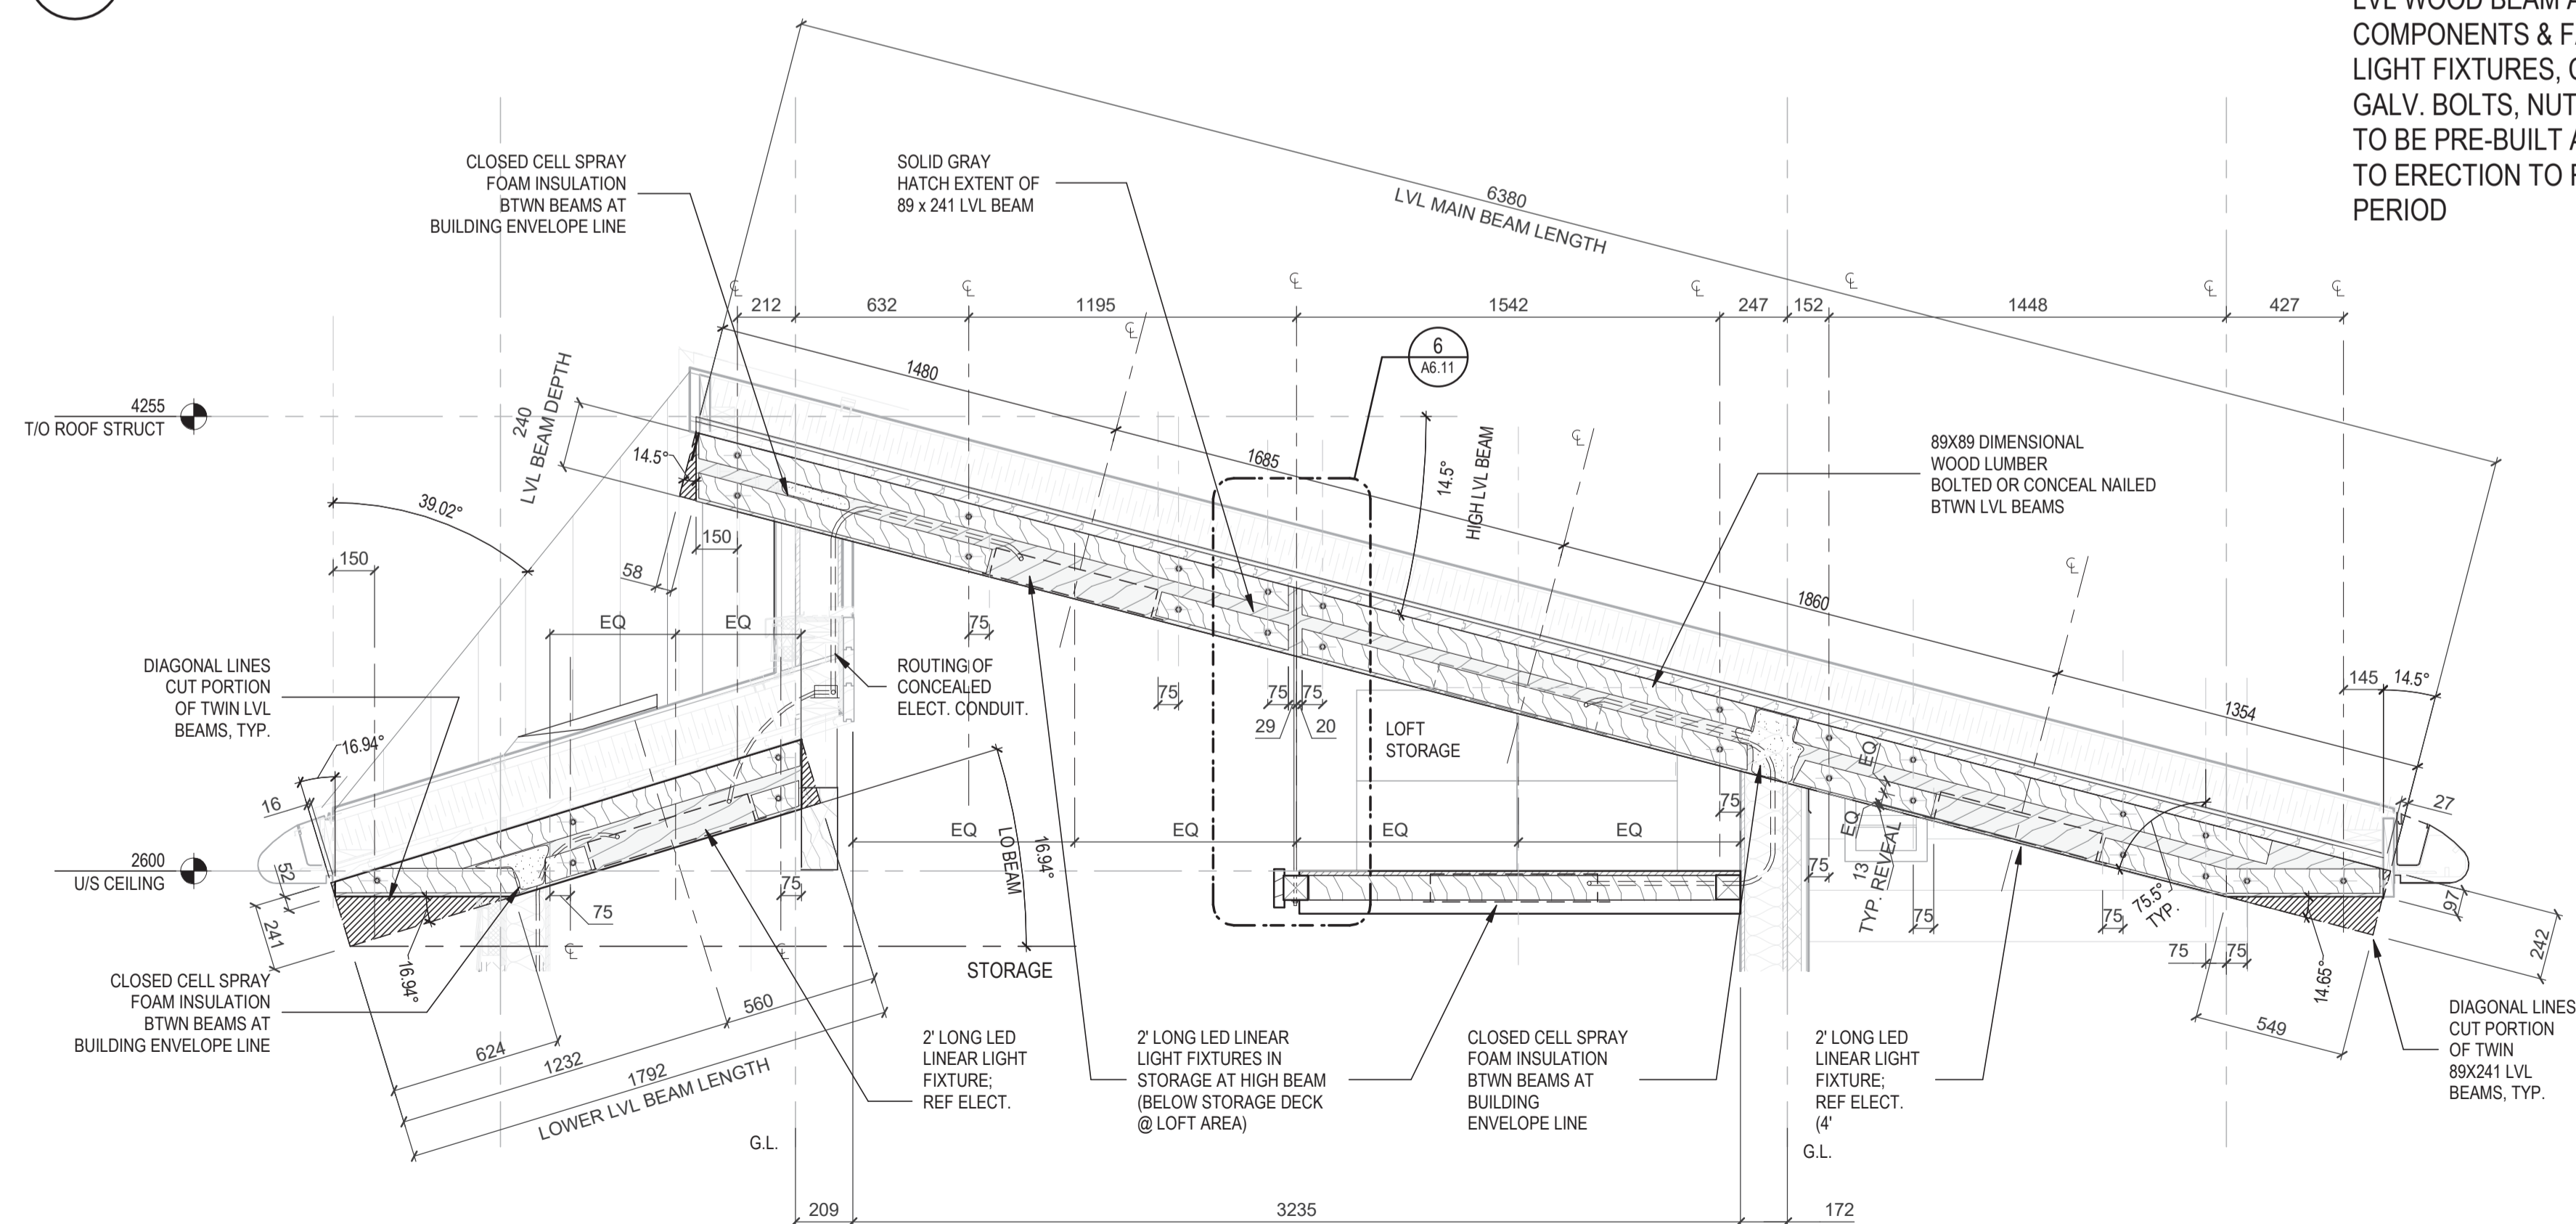 LVL WOOD BEAM
COMPONENTS &
LIGHT FIXTURES,
GALV. BOLTS,
TO BE PRE-BUILT
TO ERECTION TO
PERIOD
6380
LVL MAIN BEAM LENGTH
CLOSED CELL SPRAY
FOAM INSULATION
BTWN BEAMS AT
BUILDING ENVELOPE LINE
SOLID GRAY
HATCH EXTENT OF
89 x 241 LVL BEAM
212
632
1195
1542
247
152
1448
427
6
A6.11
1480
1685
1860
1354
4255
T/O ROOF STRUCT
240
LVL BEAM DEPTH
14.5°
39.02°
150
150
58
14.5°
HIGH LVL BEAM
89X89 DIMENSIONAL
WOOD LUMBER
BOLTED OR CONCEAL NAILED
BTWN LVL BEAMS
EQ
EQ
75
DIAGONAL LINES
CUT PORTION
OF TWIN LVL
BEAMS, TYP.
ROUTING OF
CONCEALED
ELECT. CONDUIT.
75
75
75
29
20
LOFT
STORAGE
145
14.5°
16.94°
16
27
2600
U/S CEILING
52
241
EQ
EQ
EQ
EQ
75
EQ
EQ
13
TYP. REVEAL
LO BEAM
16.94°
75
75
75
75
75
75.5°
TYP.
75
75
97
242
14.65°
549
16.94°
STORAGE
CLOSED CELL SPRAY
FOAM INSULATION
BTWN BEAMS AT
BUILDING ENVELOPE LINE
624
560
1232
1792
LOWER LVL BEAM LENGTH
2' LONG LED
LINEAR LIGHT
FIXTURE;
REF ELECT.
2' LONG LED LINEAR
LIGHT FIXTURES IN
STORAGE AT HIGH BEAM
(BELOW STORAGE DECK
@ LOFT AREA)
CLOSED CELL SPRAY
FOAM INSULATION
BTWN BEAMS AT
BUILDING
ENVELOPE LINE
2' LONG LED
LINEAR LIGHT
FIXTURE;
REF ELECT.
(4'
DIAGONAL LINES
CUT PORTION
OF TWIN
89X241 LVL
BEAMS, TYP.
G.L.
G.L.
209
3235
172